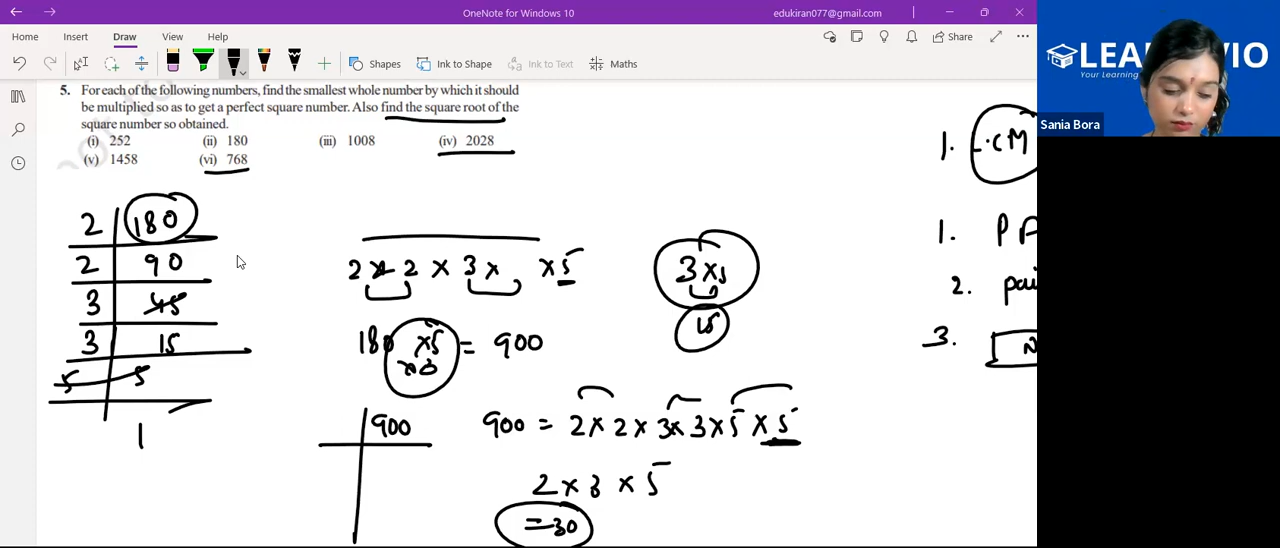 OneNote for Windows 10
edukiran077@gmail.com
Home Insert Draw View Help
Share
Shapes Ink to Shape Ink to Text Maths
LEA VIO
Your Learning
Sania Bora
5. For each of the following numbers, find the smallest whole number by which it should
be multiplied so as to get a perfect square number. Also find the square root of the
square number so obtained.
(i) 252 (ii) 180 (iii) 1008 (iv) 2028
(v) 1458 (vi) 768
1. L.CM
2 180
2 90
3 45
3 15
5 5
1
2 x 2 x 3 x x 5
3 x 5
15
180 x 5 = 900
900
900 = 2 x 2 x 3 x 3 x 5 x 5
2 x 3 x 5
= 30
1. PF
2. pai
3. N